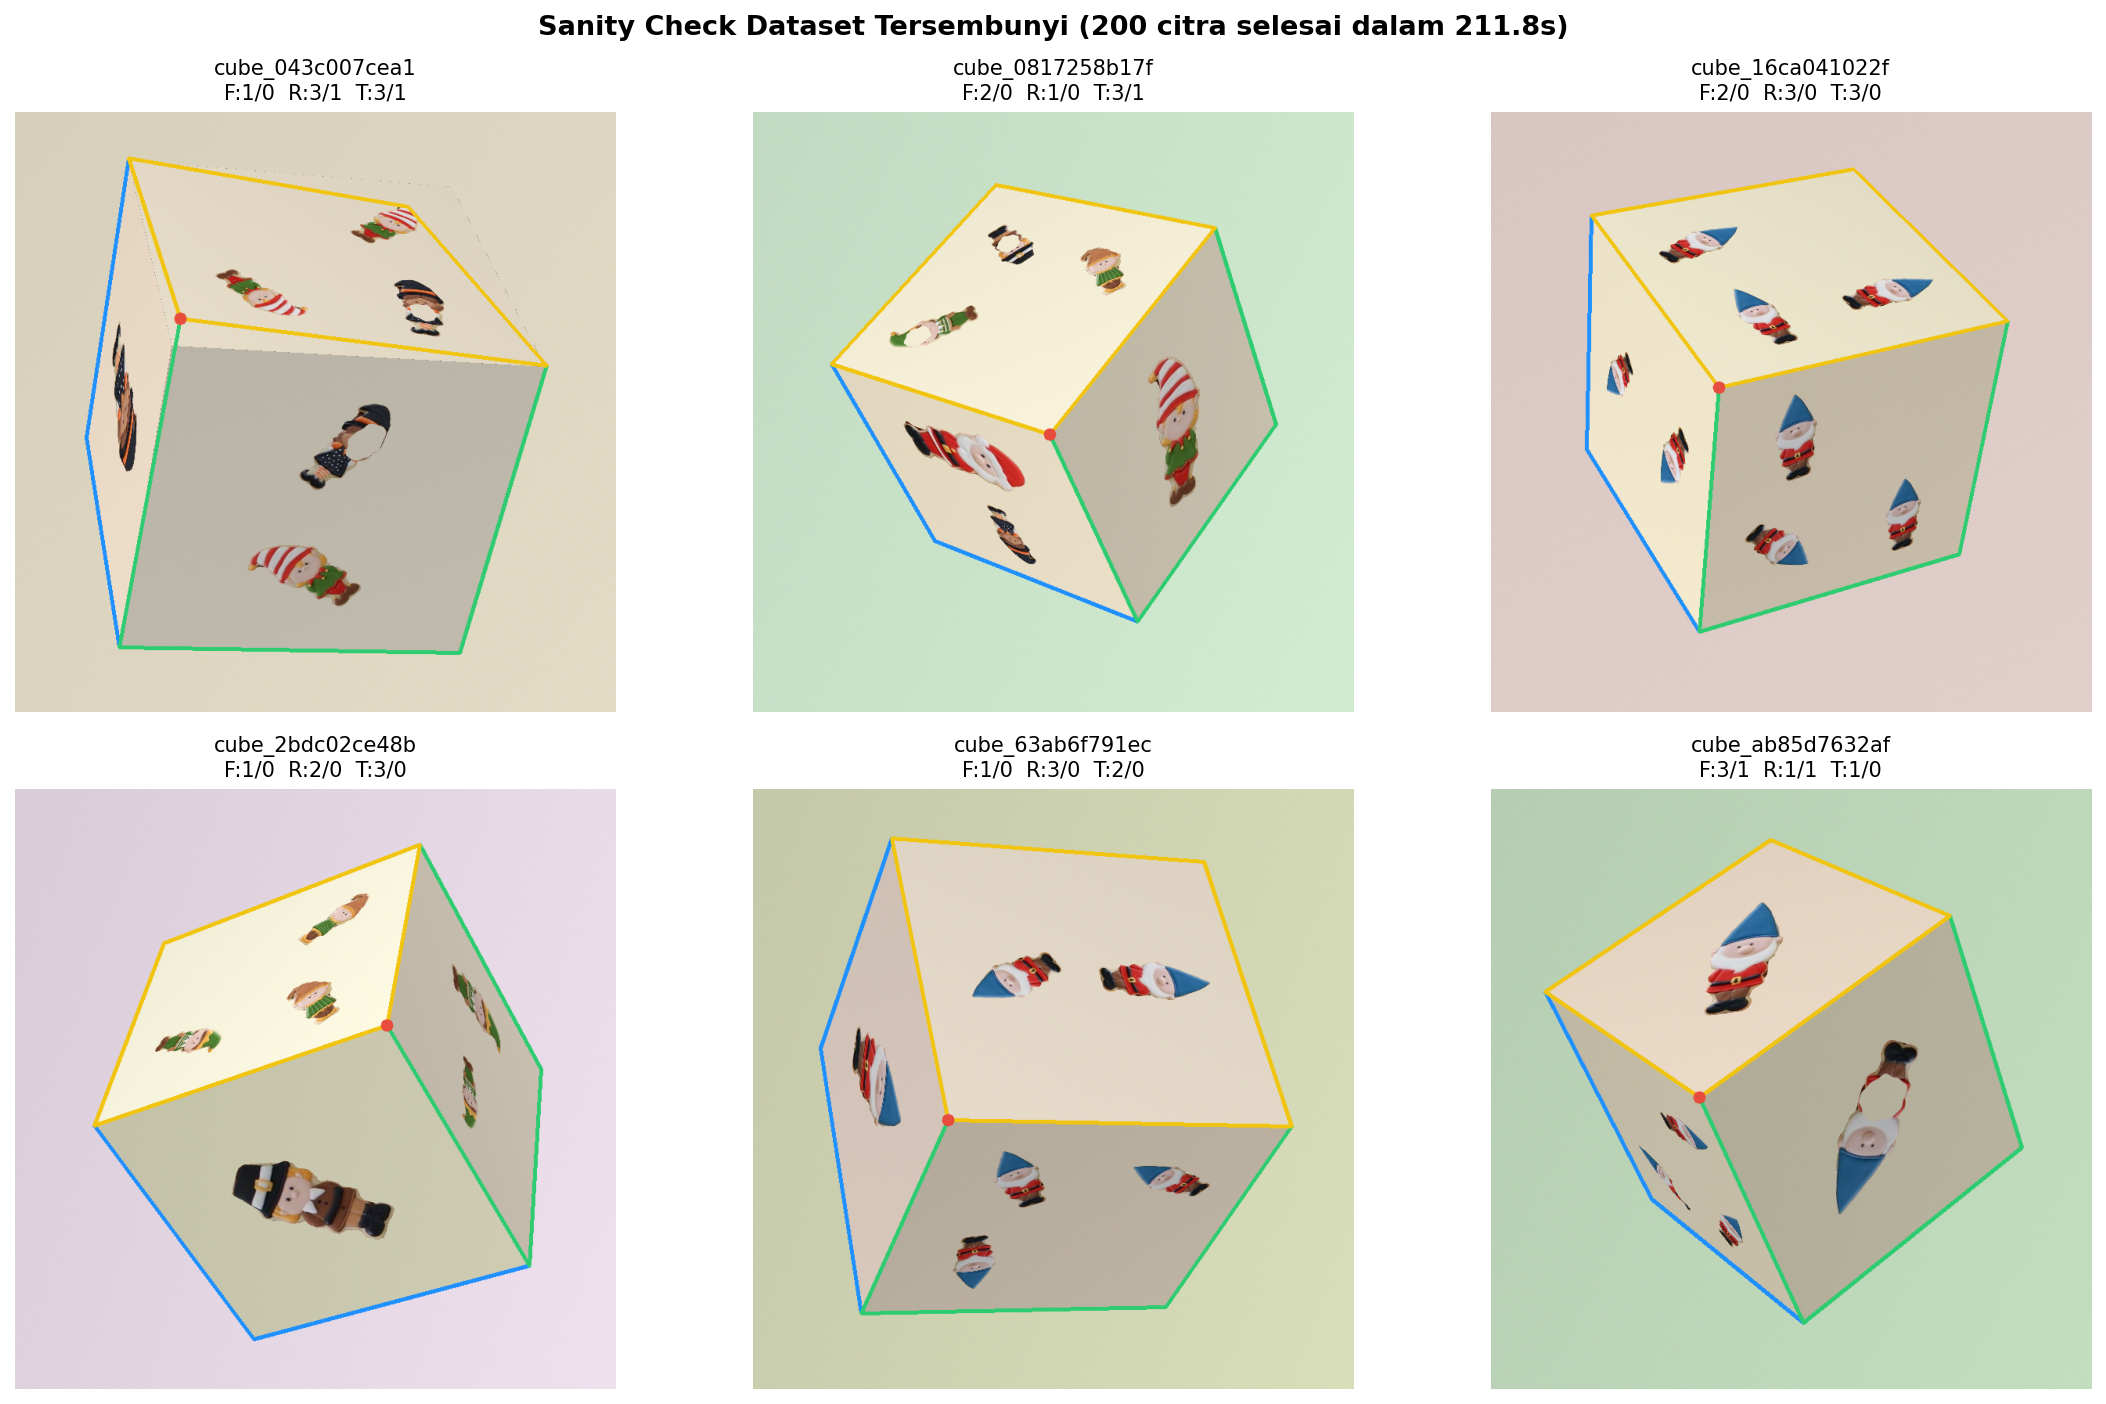 Sanity Check Dataset Tersembunyi (200 citra selesai dalam 211.8s)
cube_043c007cea1
F:1/0 R:3/1 T:3/1
cube_0817258b17f
F:2/0 R:1/0 T:3/1
cube_16ca041022f
F:2/0 R:3/0 T:3/0
cube_2bdc02ce48b
F:1/0 R:2/0 T:3/0
cube_63ab6f791ec
F:1/0 R:3/0 T:2/0
cube_ab85d7632af
F:3/1 R:1/1 T:1/0